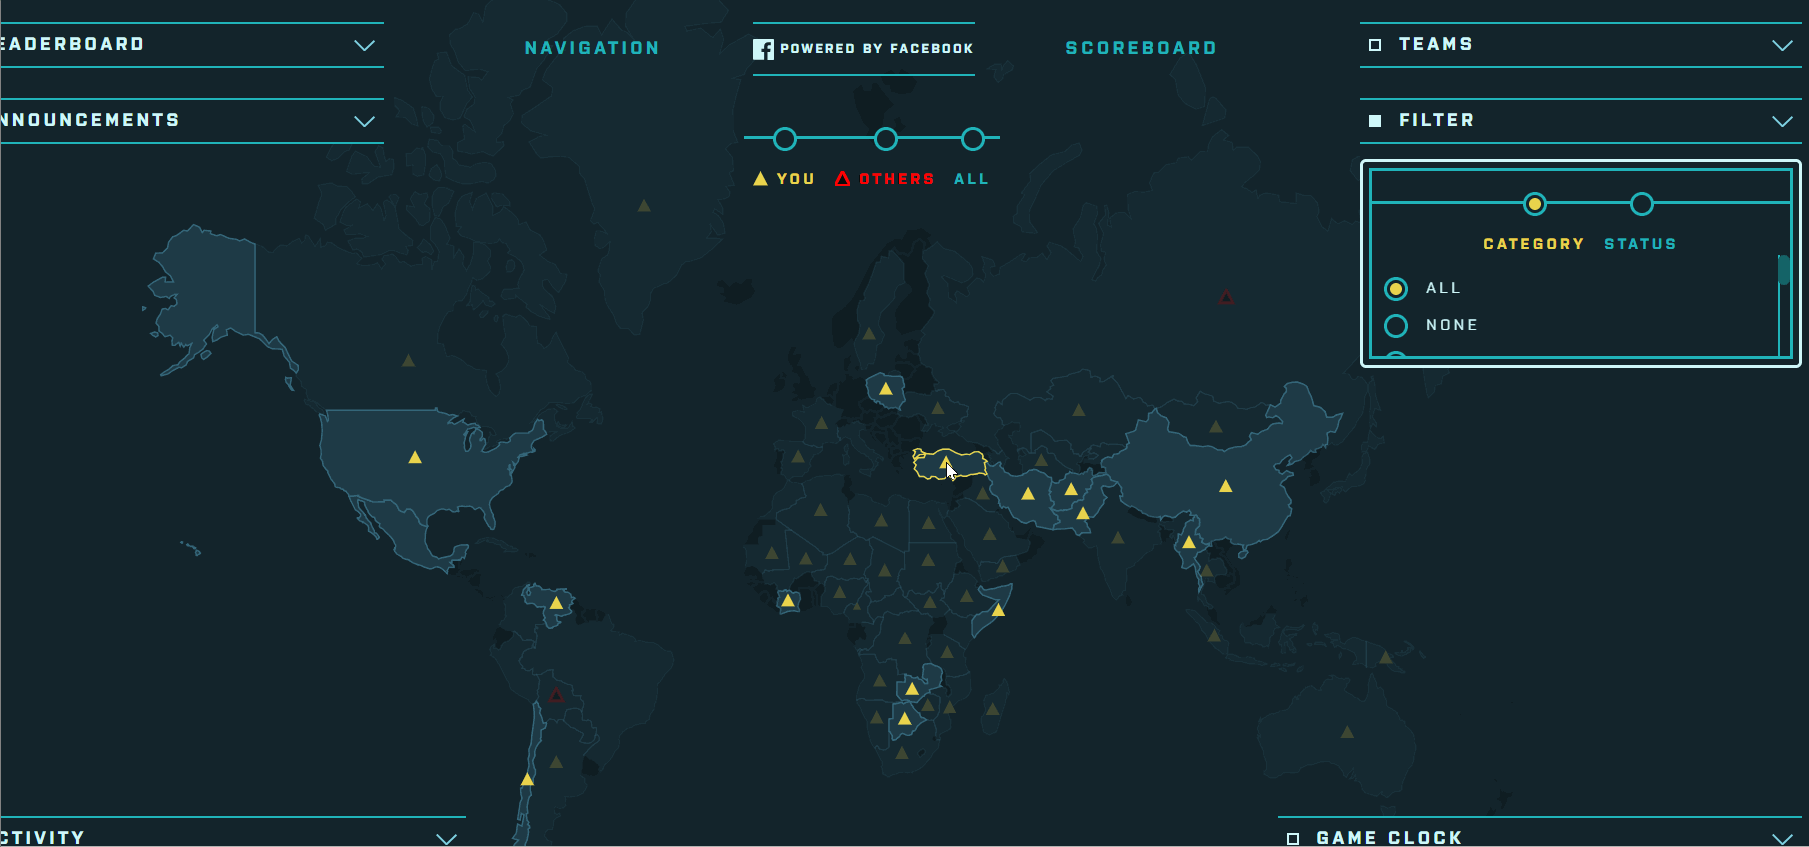 EADERBOARD
NAVIGATION
POWERED BY FACEBOOK
SCOREBOARD
TEAMS
NNOUNCEMENTS
FILTER
YOU OTHERS ALL
CATEGORY STATUS
ALL
NONE
CTIVITY
GAME CLOCK